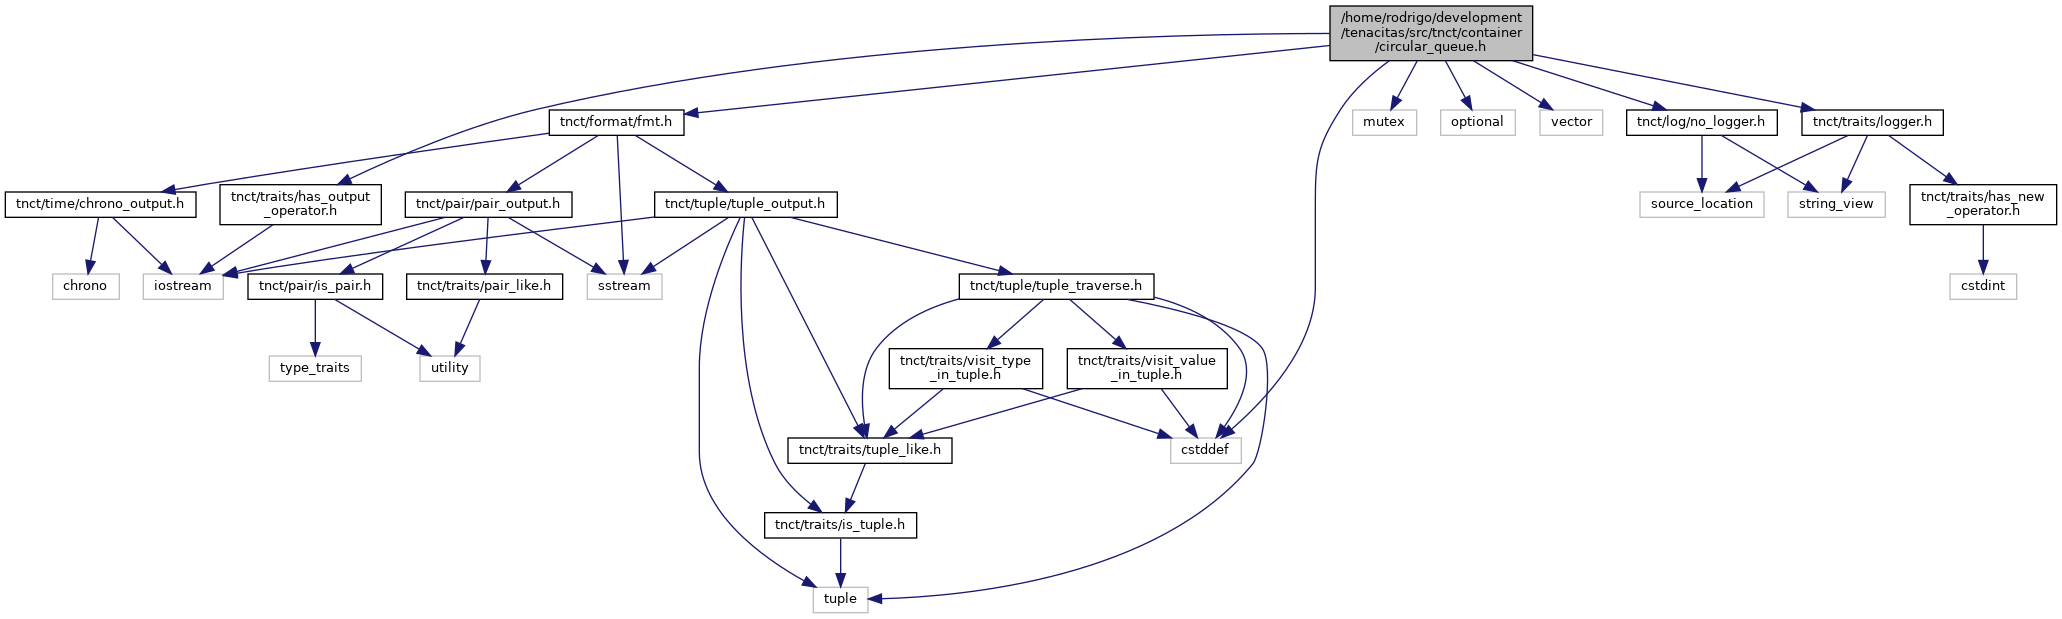 /home/rodrigo/development
/tenacitas/src/tnct/container
/circular_queue.h
tnct/format/fmt.h
mutex
optional
vector
tnct/log/no_logger.h
tnct/traits/logger.h
tnct/time/chrono_output.h
tnct/traits/has_output
_operator.h
tnct/pair/pair_output.h
tnct/tuple/tuple_output.h
source_location
string_view
tnct/traits/has_new
_operator.h
chrono
iostream
tnct/pair/is_pair.h
tnct/traits/pair_like.h
sstream
tnct/tuple/tuple_traverse.h
cstdint
type_traits
utility
tnct/traits/visit_type
_in_tuple.h
tnct/traits/visit_value
_in_tuple.h
tnct/traits/tuple_like.h
cstddef
tnct/traits/is_tuple.h
tuple